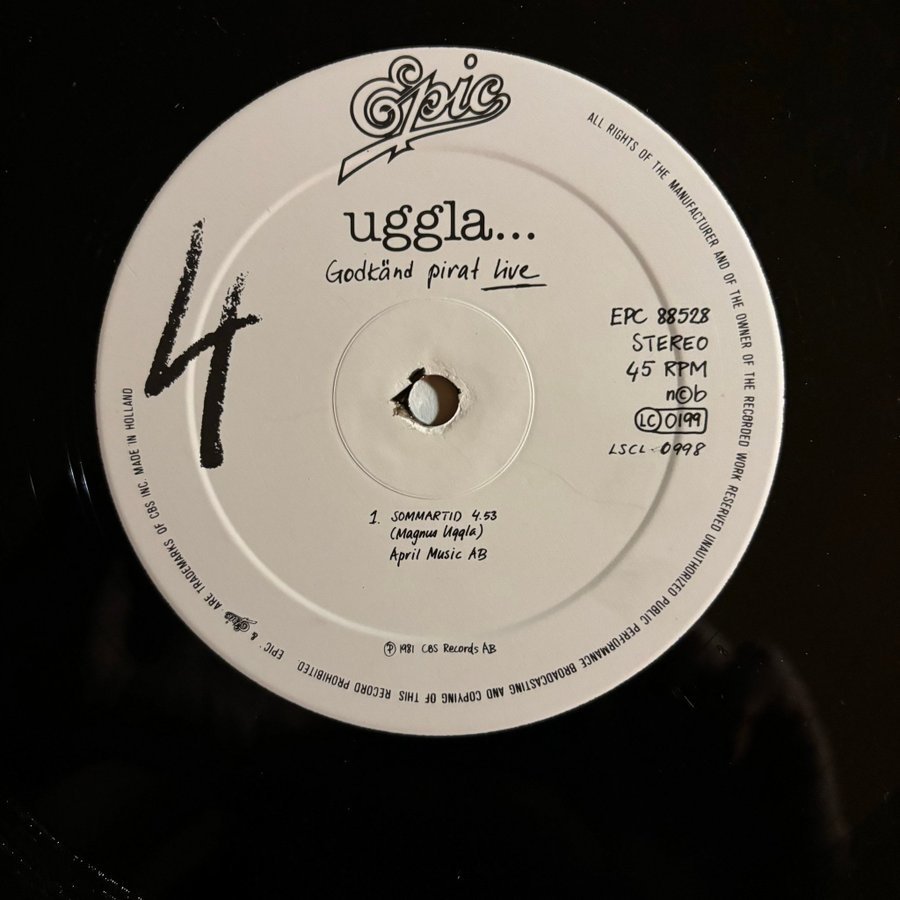 Epic
uggla...
Godkänd pirat Live
4
EPC 88528
STEREO
45 RPM
n©b
LC 0199
LSCL-0998
1. SOMMARTID 4.53
(Magnus Uggla)
April Music AB
℗ 1981 CBS Records AB
ALL RIGHTS OF THE MANUFACTURER AND OF THE OWNER OF THE RECORDED WORK RESERVED UNAUTHORIZED PUBLIC PERFORMANCE BROADCASTING AND COPYING OF THIS RECORD PROHIBITED
EPIC & Epic ARE TRADEMARKS OF CBS INC. MADE IN HOLLAND